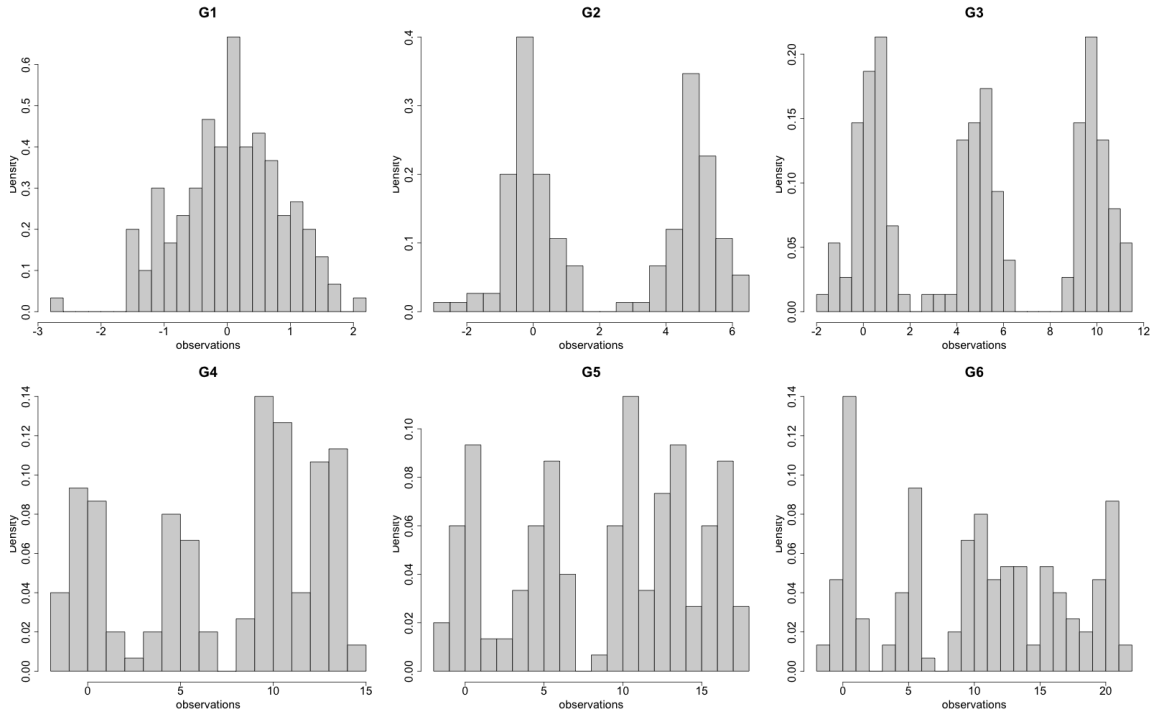 G1
Density
0.0 0.1 0.2 0.3 0.4 0.5 0.6
-3 -1 0 1 2
observations
G2
Density
0.0 0.1 0.2 0.3 0.4
-2 0 2 4 6
observations
G3
Density
0.00 0.05 0.10 0.15 0.20
-2 0 2 4 6 8 10 12
observations
G4
Density
0.00 0.02 0.04 0.06 0.08 0.10 0.12 0.14
0 5 10 15
observations
G5
Density
0.00 0.02 0.04 0.06 0.08 0.10
0 5 10 15
observations
G6
Density
0.00 0.02 0.04 0.06 0.08 0.10 0.12 0.14
0 5 10 15 20
observations